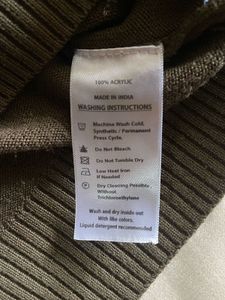 100% ACRYLIC
MADE IN INDIA
WASHING INSTRUCTIONS
Machine Wash Cold,
Synthetic / Permanent
Press Cycle.
Do Not Bleach.
Do Not Tumble Dry
Low Heat Iron
if Needed
Dry Cleaning Possible
Without
Trichloroethylene
Wash and dry inside out
With like colors.
Liquid detergent recommended